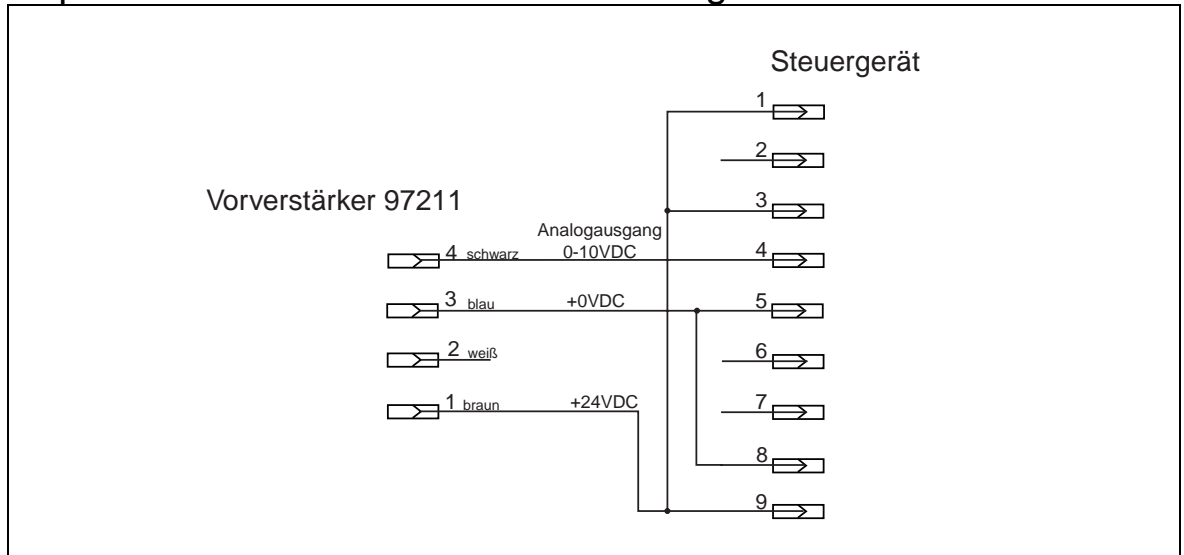 Steuergerät
1
2
Vorverstärker 97211
3
Analogausgang
4 schwarz 0-10VDC 4
3 blau +0VDC 5
2 weiß 6
1 braun +24VDC 7
8
9